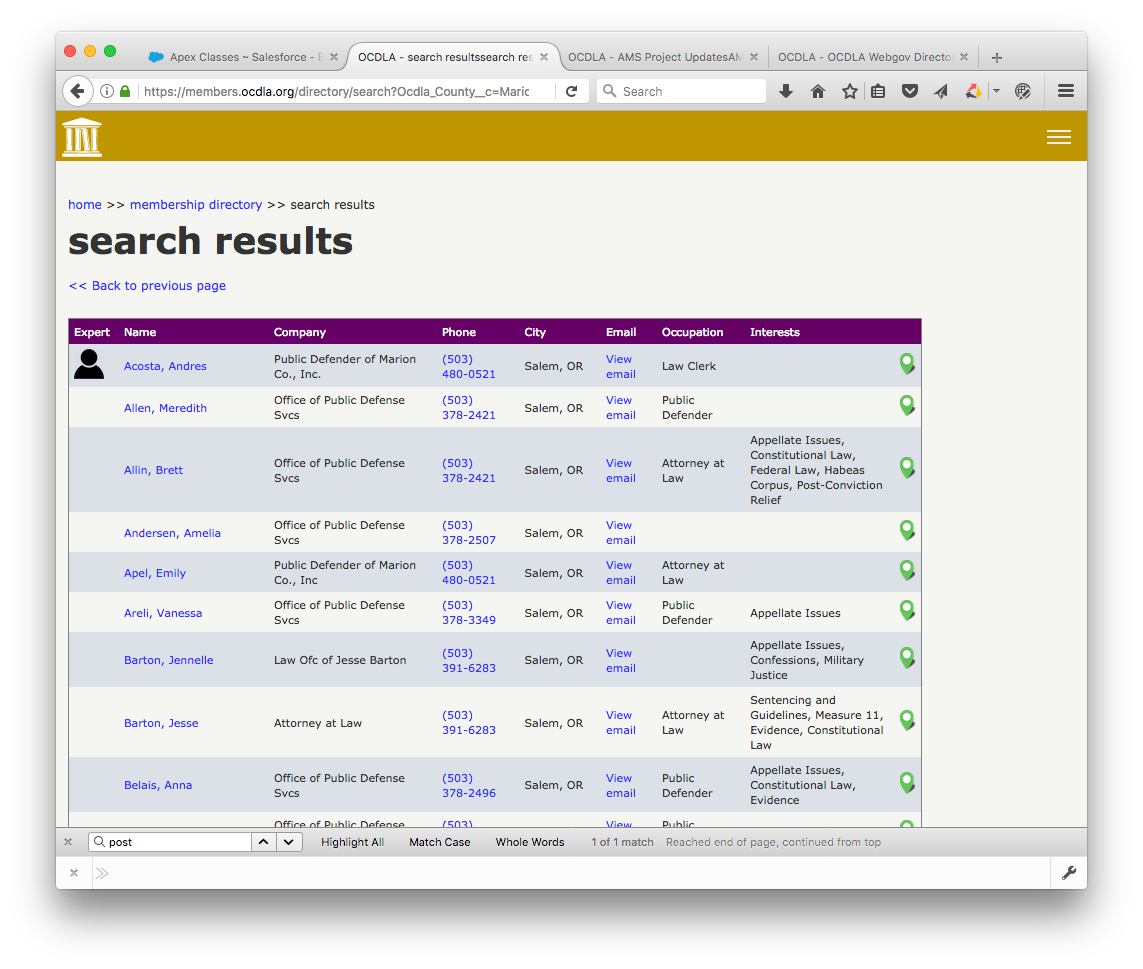 Apex Classes ~ Salesforce - E
OCDLA - search resultssearch res
OCDLA - AMS Project UpdatesAM
OCDLA - OCDLA Webgov Director
https://members.ocdla.org/directory/search?Ocdla_County__c=Mario
Search
home >> membership directory >> search results
search results
<< Back to previous page
Expert Name Company Phone City Email Occupation Interests
Acosta, Andres
Public Defender of Marion
Co., Inc.
(503)
480-0521
Salem, OR
View
email
Law Clerk
Allen, Meredith
Office of Public Defense
Svcs
(503)
378-2421
Salem, OR
View
email
Public
Defender
Allin, Brett
Office of Public Defense
Svcs
(503)
378-2421
Salem, OR
View
email
Attorney at
Law
Appellate Issues,
Constitutional Law,
Federal Law, Habeas
Corpus, Post-Conviction
Relief
Andersen, Amelia
Office of Public Defense
Svcs
(503)
378-2507
Salem, OR
View
email
Apel, Emily
Public Defender of Marion
Co., Inc
(503)
480-0521
Salem, OR
View
email
Attorney at
Law
Areli, Vanessa
Office of Public Defense
Svcs
(503)
378-3349
Salem, OR
View
email
Public
Defender
Appellate Issues
Barton, Jennelle
Law Ofc of Jesse Barton
(503)
391-6283
Salem, OR
View
email
Appellate Issues,
Confessions, Military
Justice
Barton, Jesse
Attorney at Law
(503)
391-6283
Salem, OR
View
email
Attorney at
Law
Sentencing and
Guidelines, Measure 11,
Evidence, Constitutional
Law
Belais, Anna
Office of Public Defense
Svcs
(503)
378-2496
Salem, OR
View
email
Public
Defender
Appellate Issues,
Constitutional Law,
Evidence
Office of Public Defense
(503)
View
Public
post
Highlight All
Match Case
Whole Words
1 of 1 match
Reached end of page, continued from top